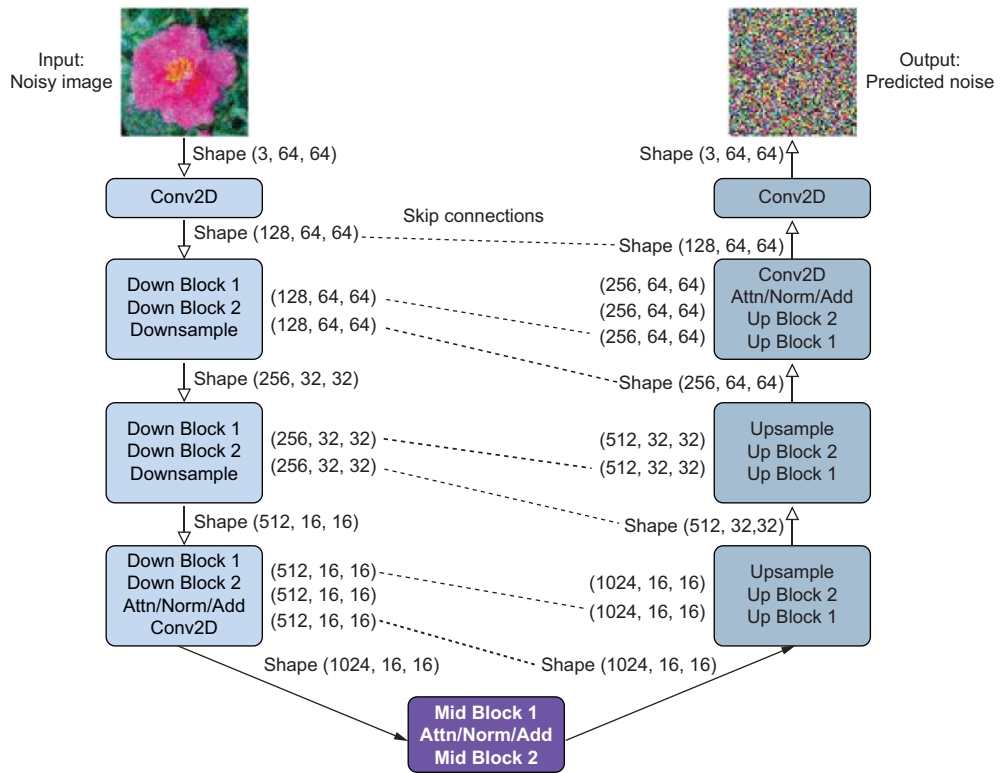 Input:
Noisy image
Output:
Predicted noise
Shape (3, 64, 64)
Shape (3, 64, 64)
Conv2D
Conv2D
Skip connections
Shape (128, 64, 64)
Shape (128, 64, 64)
Down Block 1
Down Block 2
Downsample
(128, 64, 64)
(128, 64, 64)
(256, 64, 64)
(256, 64, 64)
(256, 64, 64)
Conv2D
Attn/Norm/Add
Up Block 2
Up Block 1
Shape (256, 32, 32)
Shape (256, 64, 64)
Down Block 1
Down Block 2
Downsample
(256, 32, 32)
(256, 32, 32)
(512, 32, 32)
(512, 32, 32)
Upsample
Up Block 2
Up Block 1
Shape (512, 16, 16)
Shape (512, 32,32)
Down Block 1
Down Block 2
Attn/Norm/Add
Conv2D
(512, 16, 16)
(512, 16, 16)
(512, 16, 16)
(1024, 16, 16)
(1024, 16, 16)
Upsample
Up Block 2
Up Block 1
Shape (1024, 16, 16)
Shape (1024, 16, 16)
Mid Block 1
Attn/Norm/Add
Mid Block 2